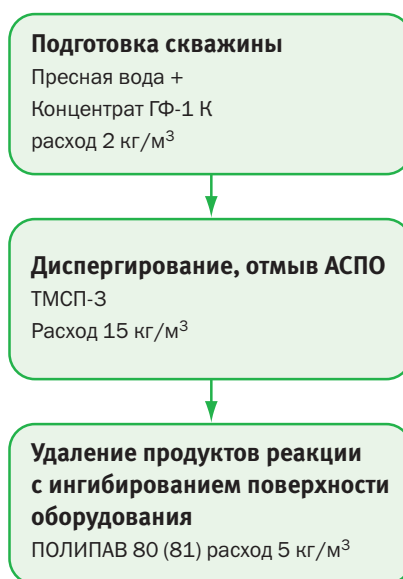 Подготовка скважины
Пресная вода +
Концентрат ГФ-1 К
расход 2 кг/м³
Диспергирование, отмыв АСПО
ТМСП-3
Расход 15 кг/м³
Удаление продуктов реакции
с ингибированием поверхности
оборудования
ПОЛИПАВ 80 (81) расход 5 кг/м³